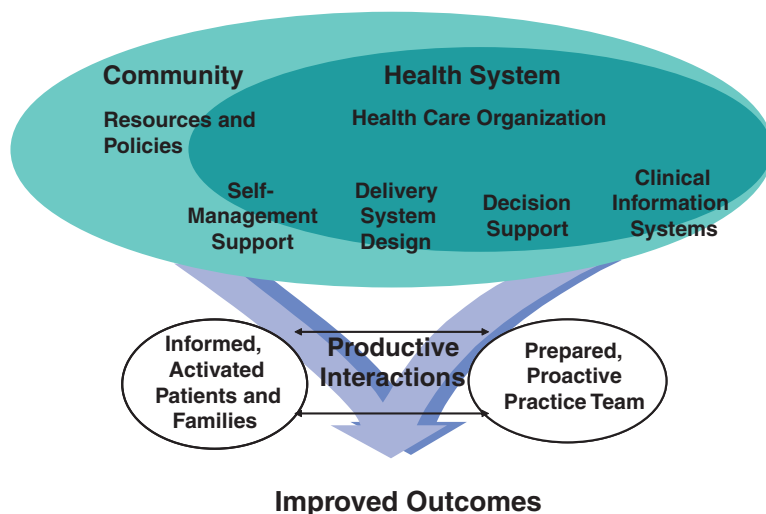 Community
Health System
Resources and
Policies
Health Care Organization
Self-
Management
Support
Delivery
System
Design
Decision
Support
Clinical
Information
Systems
Informed,
Activated
Patients and
Families
Productive
Interactions
Prepared,
Proactive
Practice Team
Improved Outcomes